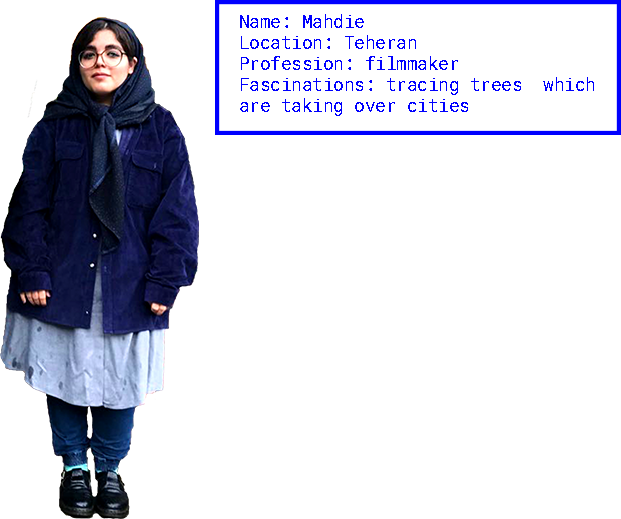 Name: Mahdie
Location: Teheran
Profession: filmmaker
Fascinations: tracing trees  which
are taking over cities